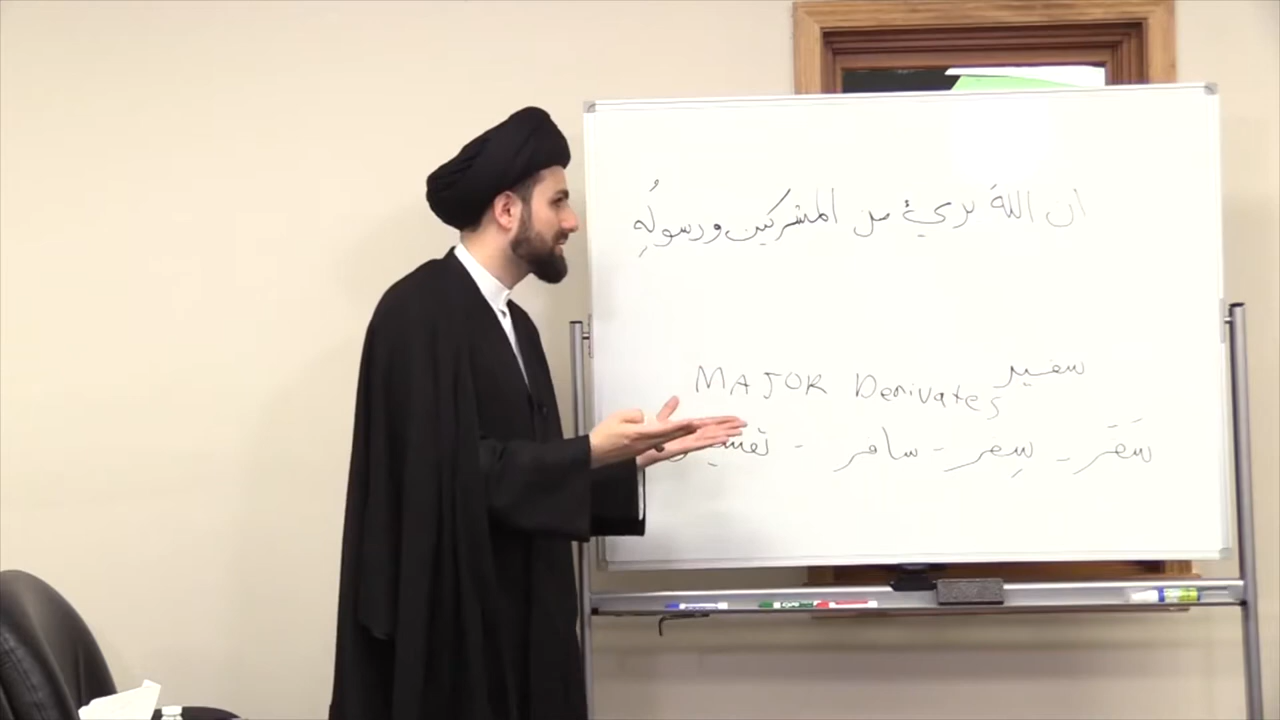 ان اللهَ بريءٌ من المشركين ورسولُهِ
سفير
MAJOR Derivates
سَفَر - سِفر - سافر -